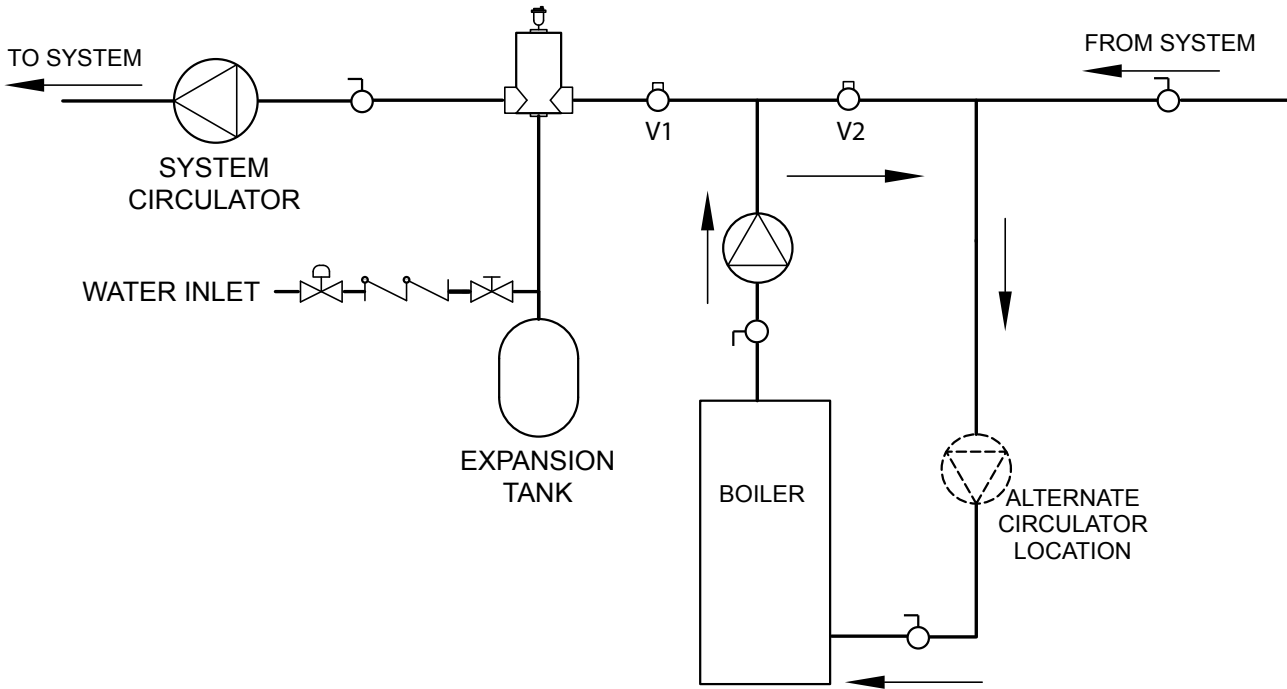 TO SYSTEM
FROM SYSTEM
V1
V2
SYSTEM
CIRCULATOR
WATER INLET
EXPANSION
TANK
BOILER
ALTERNATE
CIRCULATOR
LOCATION